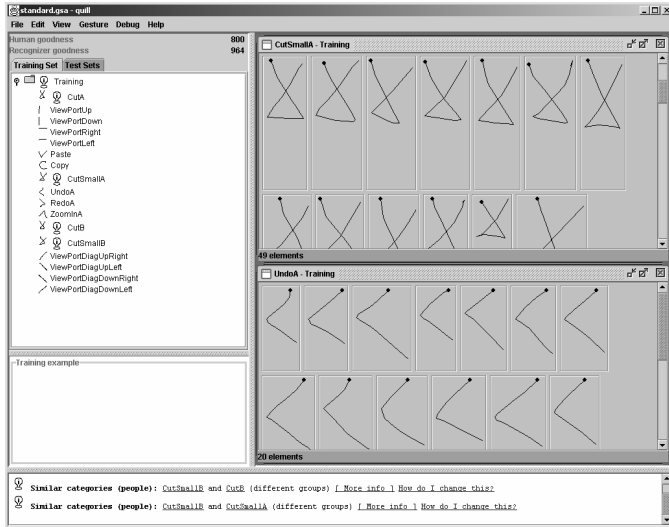 standard.gsa - quill
File Edit View Gesture Debug Help
Human goodness 800
Recognizer goodness 964
Training Set Test Sets
Training
CutA
ViewPortUp
ViewPortDown
ViewPortRight
ViewPortLeft
Paste
Copy
CutSmallA
UndoA
RedoA
ZoomInA
CutB
CutSmallB
ViewPortDiagUpRight
ViewPortDiagUpLeft
ViewPortDiagDownRight
ViewPortDiagDownLeft
Training example
CutSmallA - Training
49 elements
UndoA - Training
20 elements
Similar categories (people): CutSmallB and CutB (different groups) [ More info ] How do I change this?
Similar categories (people): CutSmallB and CutSmallA (different groups) [ More info ] How do I change this?